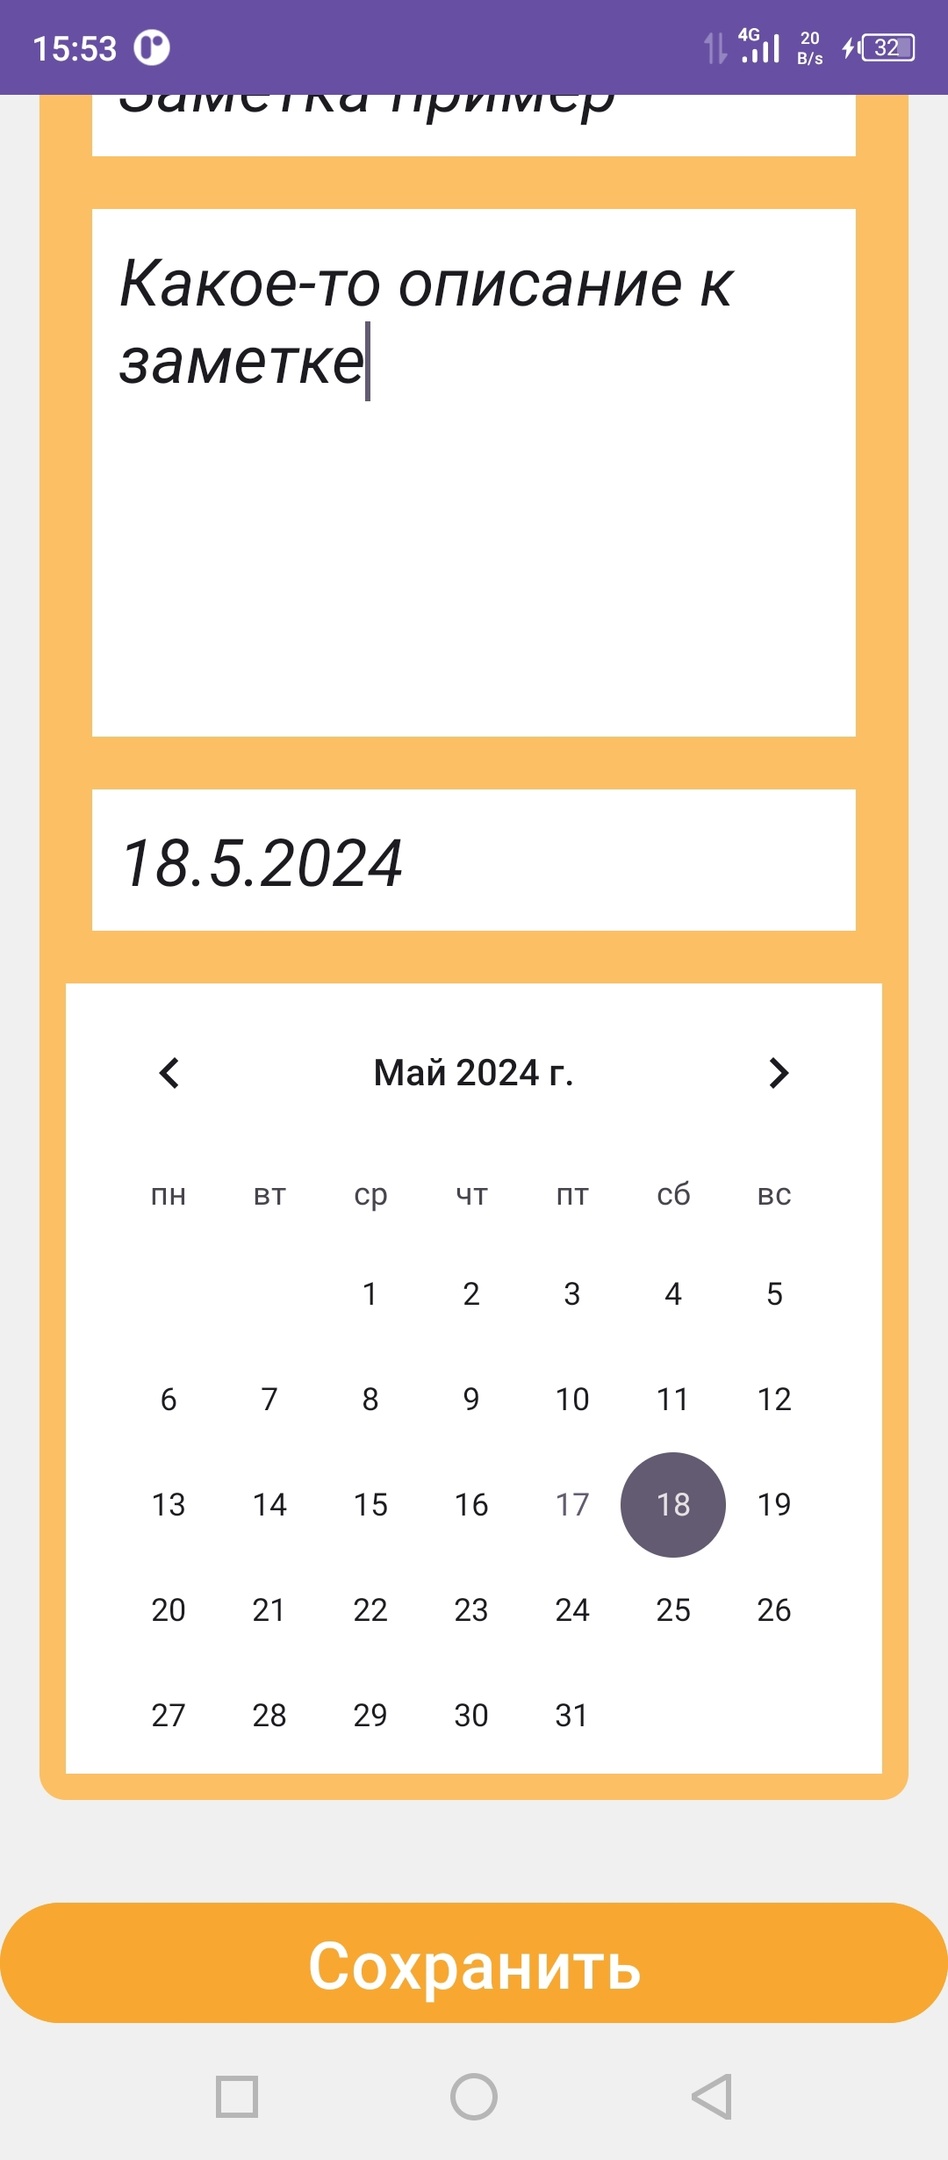 15:53
4G
20
B/s
32
Заметка пример
Какое-то описание к
заметке
18.5.2024
Май 2024 г.
пн вт ср чт пт сб вс
1 2 3 4 5
6 7 8 9 10 11 12
13 14 15 16 17 18 19
20 21 22 23 24 25 26
27 28 29 30 31
Сохранить